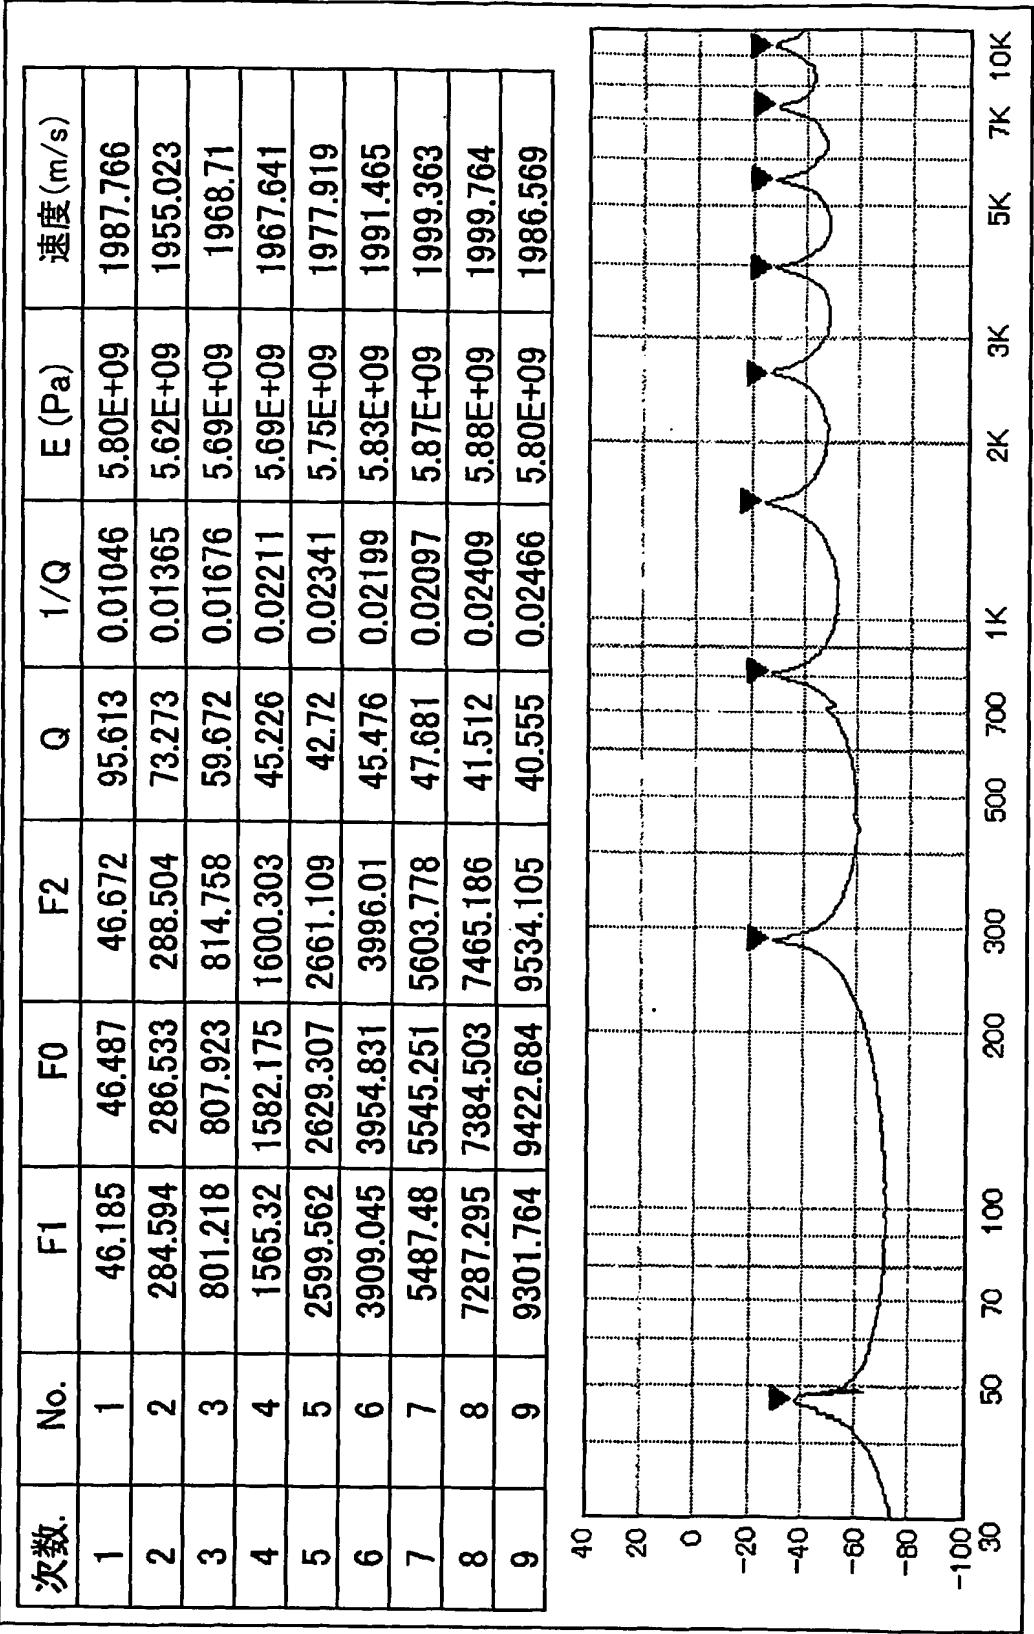 次数. No. F1 F0 F2 Q 1/Q E (Pa) 速度(m/s)
1 1 46.185 46.487 46.672 95.613 0.01046 5.80E+09 1987.766
2 2 284.594 286.533 288.504 73.273 0.01365 5.62E+09 1955.023
3 3 801.218 807.923 814.758 59.672 0.01676 5.69E+09 1968.71
4 4 1565.32 1582.175 1600.303 45.226 0.02211 5.69E+09 1967.641
5 5 2599.562 2629.307 2661.109 42.72 0.02341 5.75E+09 1977.919
6 6 3909.045 3954.831 3996.01 45.476 0.02199 5.83E+09 1991.465
7 7 5487.48 5545.251 5603.778 47.681 0.02097 5.87E+09 1999.363
8 8 7287.295 7384.503 7465.186 41.512 0.02409 5.88E+09 1999.764
9 9 9301.764 9422.684 9534.105 40.555 0.02466 5.80E+09 1986.569
40
20
0
-20
-40
-60
-80
-100
30 50 70 100 200 300 500 700 1K 2K 3K 5K 7K 10K